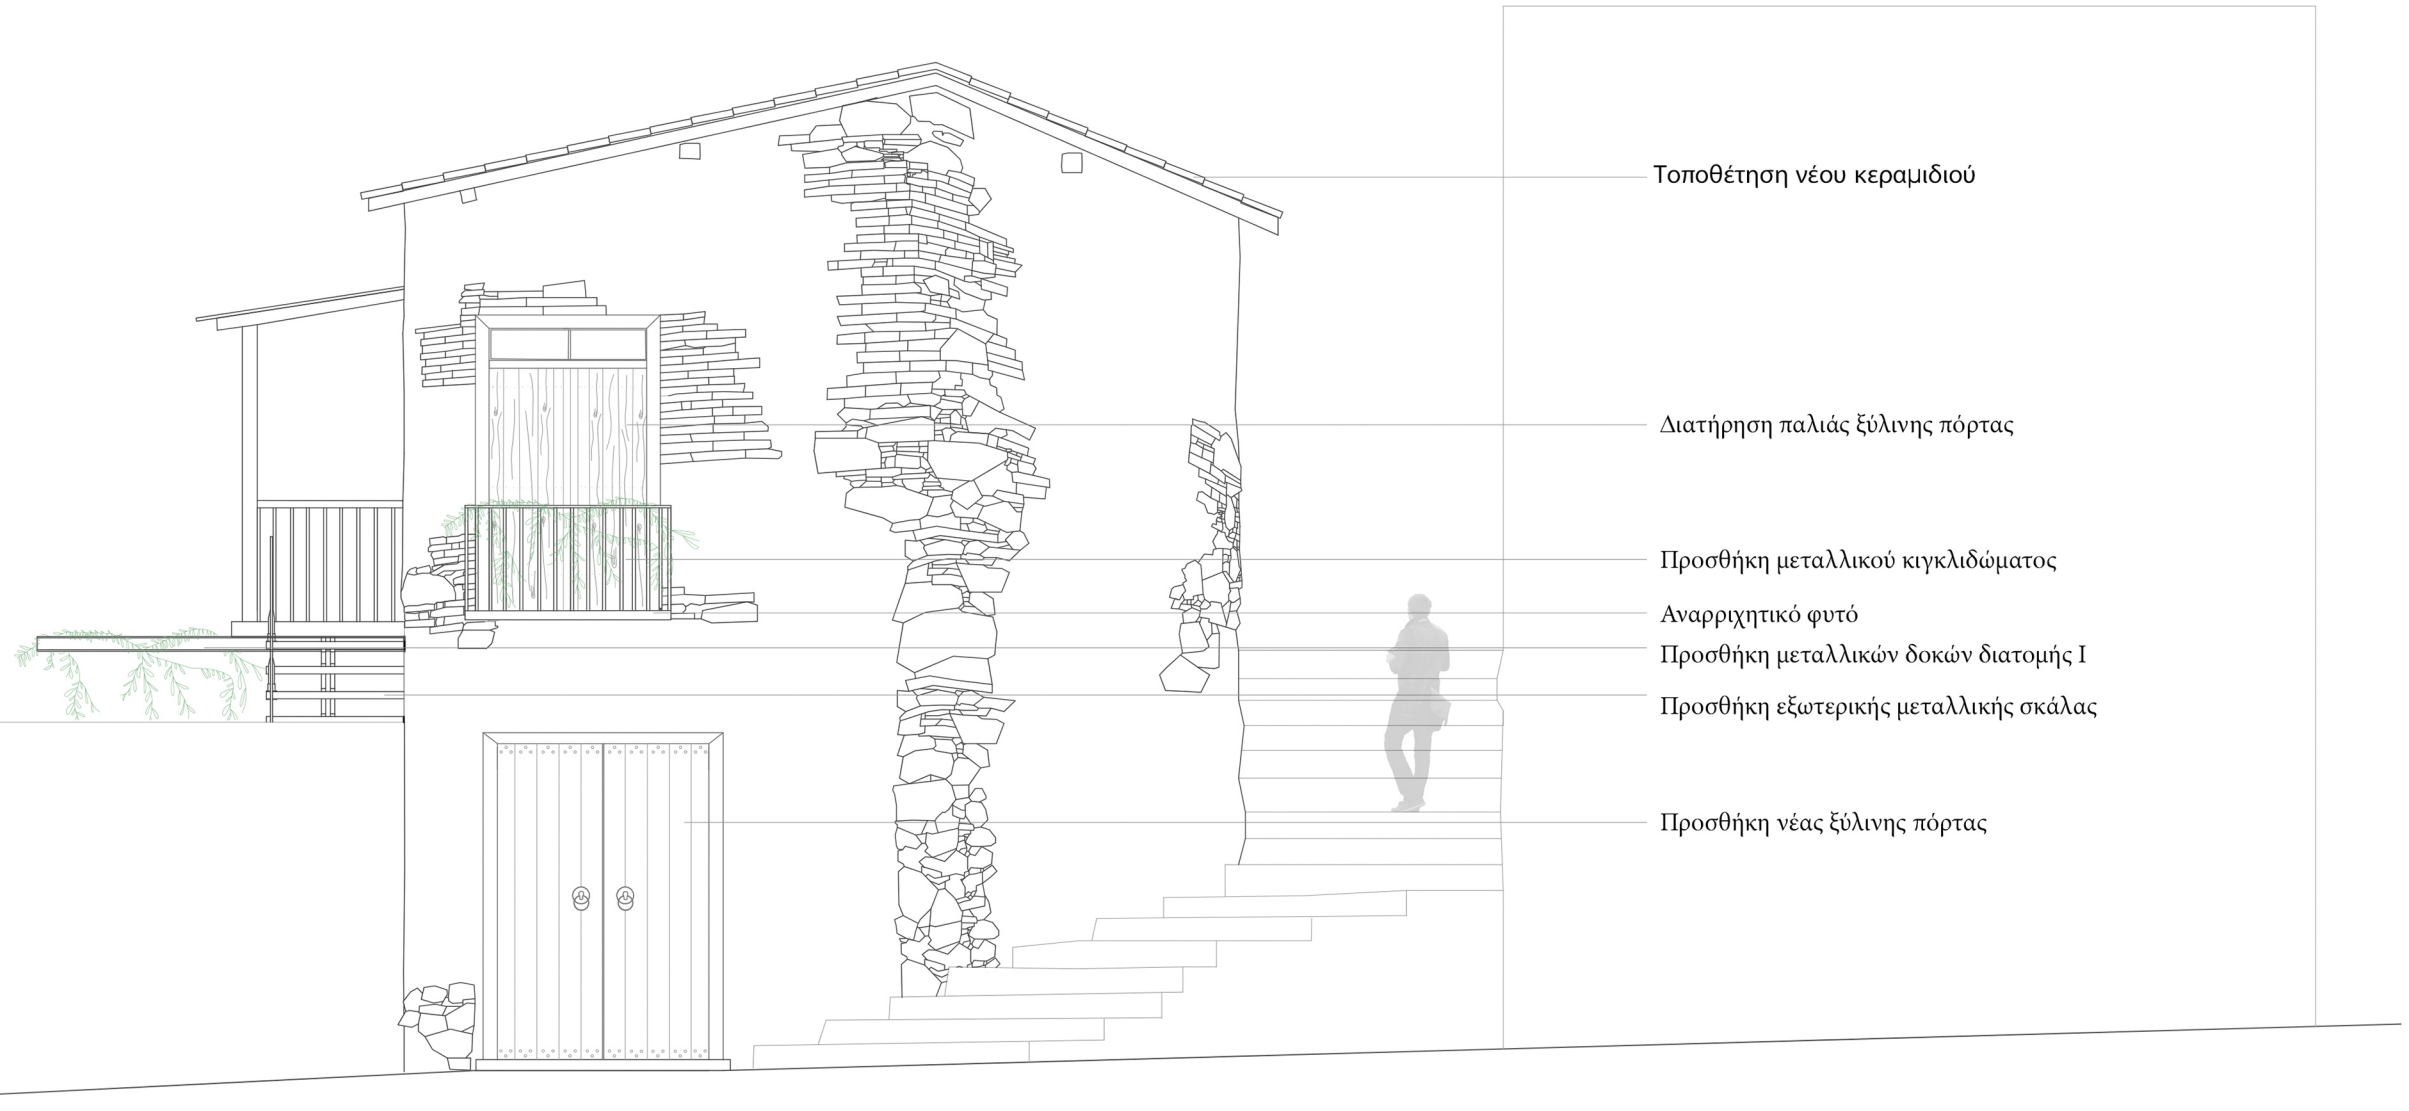 Τοποθέτηση νέου κεραμιδιού
Διατήρηση παλιάς ξύλινης πόρτας
Προσθήκη μεταλλικού κιγκλιδώματος
Αναρριχητικό φυτό
Προσθήκη μεταλλικών δοκών διατομής Ι
Προσθήκη εξωτερικής μεταλλικής σκάλας
Προσθήκη νέας ξύλινης πόρτας